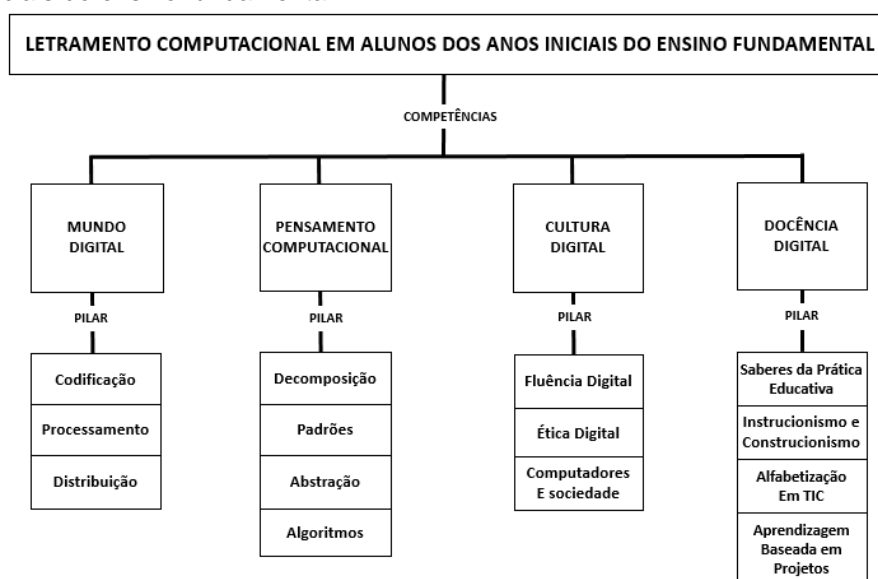 LETRAMENTO COMPUTACIONAL EM ALUNOS DOS ANOS INICIAIS DO ENSINO FUNDAMENTAL
COMPETÊNCIAS
MUNDO
DIGITAL
PENSAMENTO
COMPUTACIONAL
CULTURA
DIGITAL
DOCÊNCIA
DIGITAL
PILAR
PILAR
PILAR
PILAR
Codificação
Processamento
Distribuição
Decomposição
Padrões
Abstração
Algoritmos
Fluência Digital
Ética Digital
Computadores
E sociedade
Saberes da Prática
Educativa
Instrucionismo e
Construcionismo
Alfabetização
Em TIC
Aprendizagem
Baseada em
Projetos